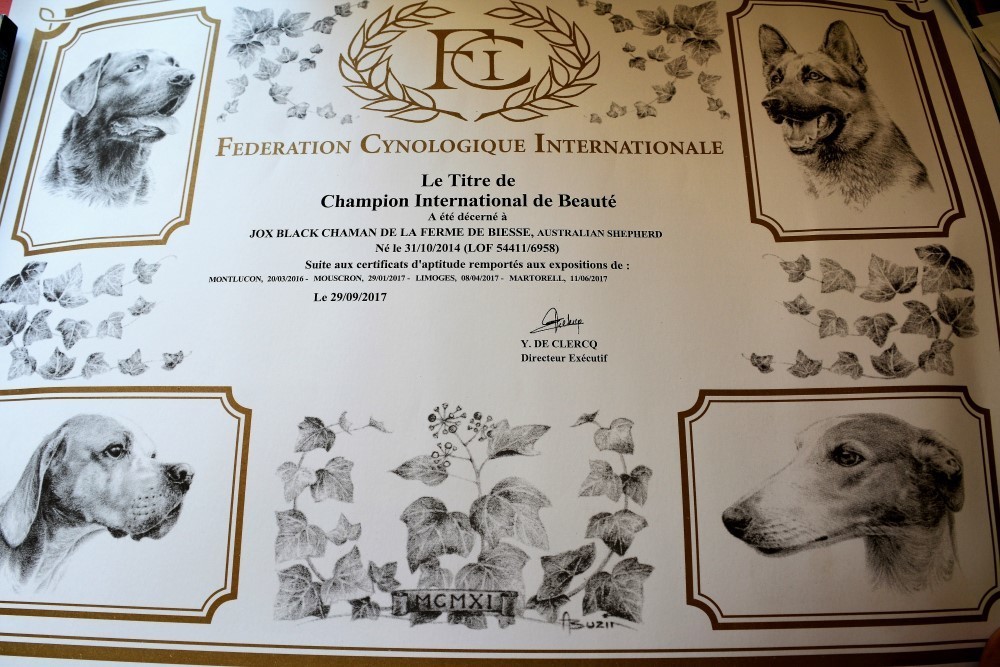 FCI
FEDERATION CYNOLOGIQUE INTERNATIONALE
Le Titre de
Champion International de Beauté
A été décerné à
JOX BLACK CHAMAN DE LA FERME DE BIESSE, AUSTRALIAN SHEPHERD
Né le 31/10/2014 (LOF 54411/6958)
Suite aux certificats d'aptitude remportés aux expositions de :
MONTLUCON, 20/03/2016 - MOUSCRON, 29/01/2017 - LIMOGES, 08/04/2017 - MARTORELL, 11/06/2017
Le 29/09/2017
Y. DE CLERCQ
Directeur Exécutif
MCMXI